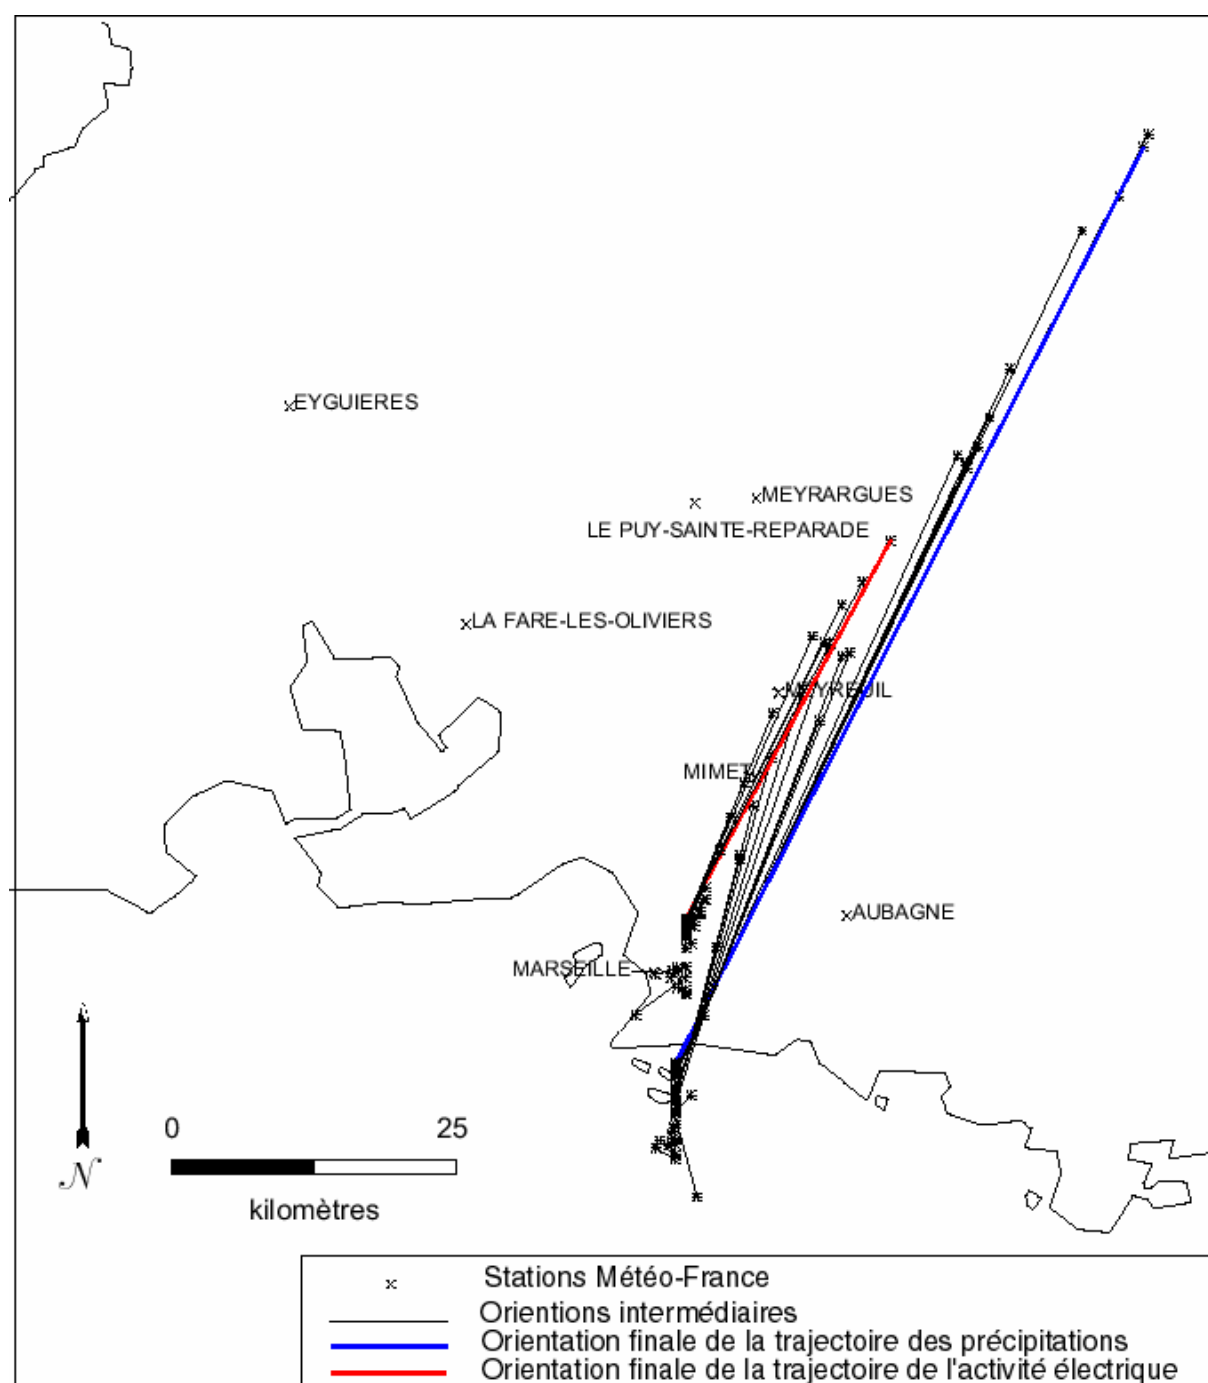 EYGUIERES
MEYRARGUES
LE PUY-SAINTE-REPARADE
LA FARE-LES-OLIVIERS
MEYREUIL
MIMET
AUBAGNE
MARSEILLE
0 25
N
kilomètres
Stations Météo-France
Orientions intermédiaires
Orientation finale de la trajectoire des précipitations
Orientation finale de la trajectoire de l'activité électrique